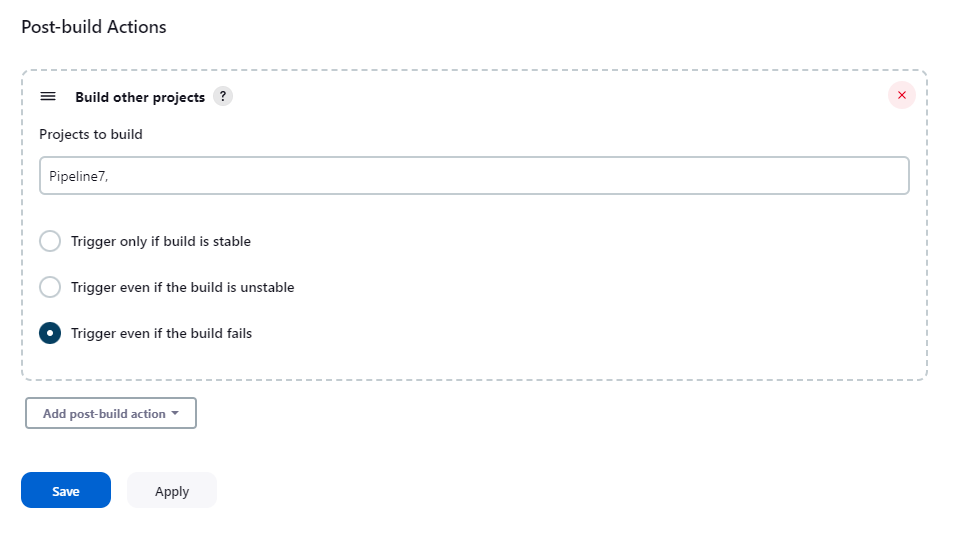 Post-build Actions
Build other projects ?
Projects to build
Pipeline7,
Trigger only if build is stable
Trigger even if the build is unstable
Trigger even if the build fails
Add post-build action
Save Apply